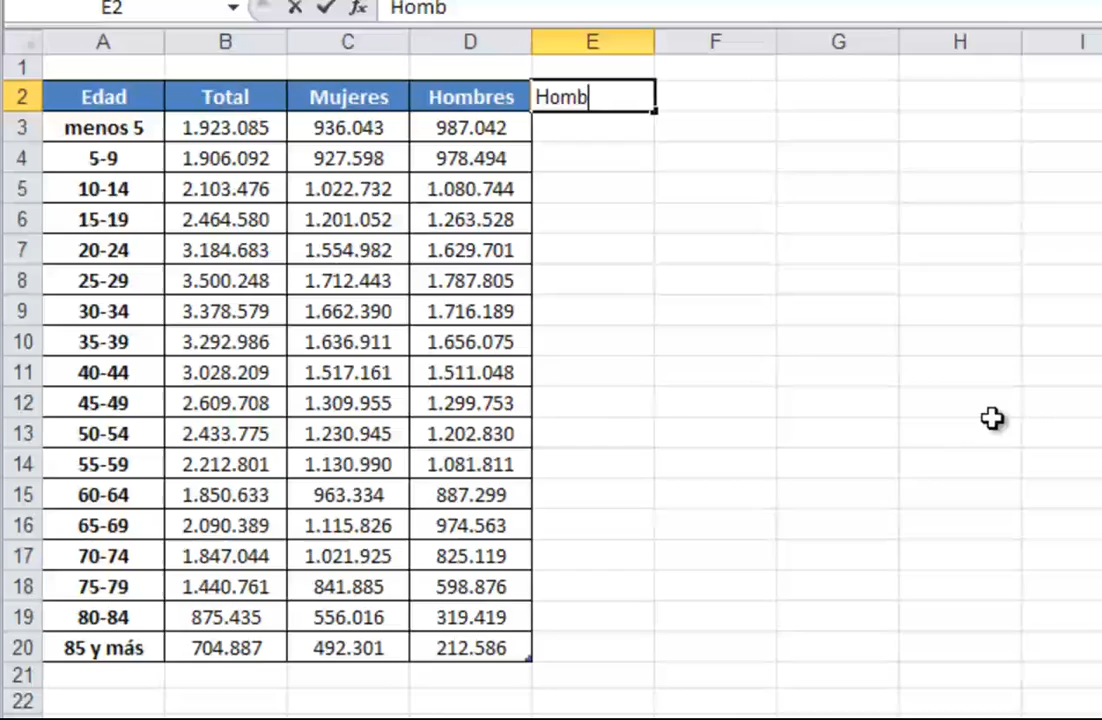 E2 fx Homb
A B C D E F G H I
1
2 Edad Total Mujeres Hombres Homb
3 menos 5 1.923.085 936.043 987.042
4 5-9 1.906.092 927.598 978.494
5 10-14 2.103.476 1.022.732 1.080.744
6 15-19 2.464.580 1.201.052 1.263.528
7 20-24 3.184.683 1.554.982 1.629.701
8 25-29 3.500.248 1.712.443 1.787.805
9 30-34 3.378.579 1.662.390 1.716.189
10 35-39 3.292.986 1.636.911 1.656.075
11 40-44 3.028.209 1.517.161 1.511.048
12 45-49 2.609.708 1.309.955 1.299.753
13 50-54 2.433.775 1.230.945 1.202.830
14 55-59 2.212.801 1.130.990 1.081.811
15 60-64 1.850.633 963.334 887.299
16 65-69 2.090.389 1.115.826 974.563
17 70-74 1.847.044 1.021.925 825.119
18 75-79 1.440.761 841.885 598.876
19 80-84 875.435 556.016 319.419
20 85 y más 704.887 492.301 212.586
21
22